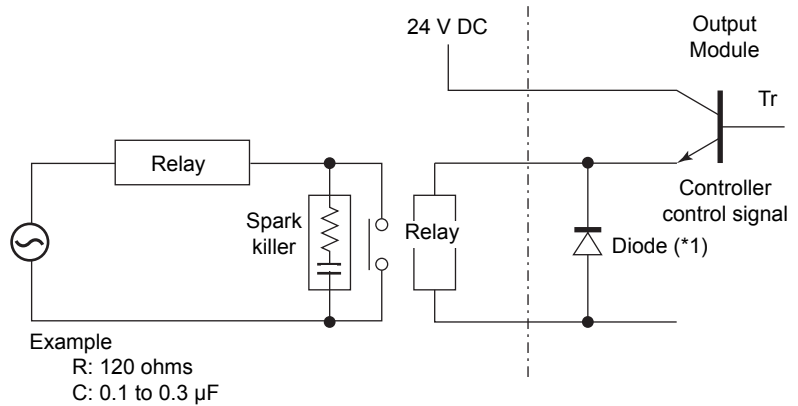 24 V DC
Output
Module
Tr
Relay
Controller
control signal
Spark
killer
Relay
Diode (*1)
Example
R: 120 ohms
C: 0.1 to 0.3 µF